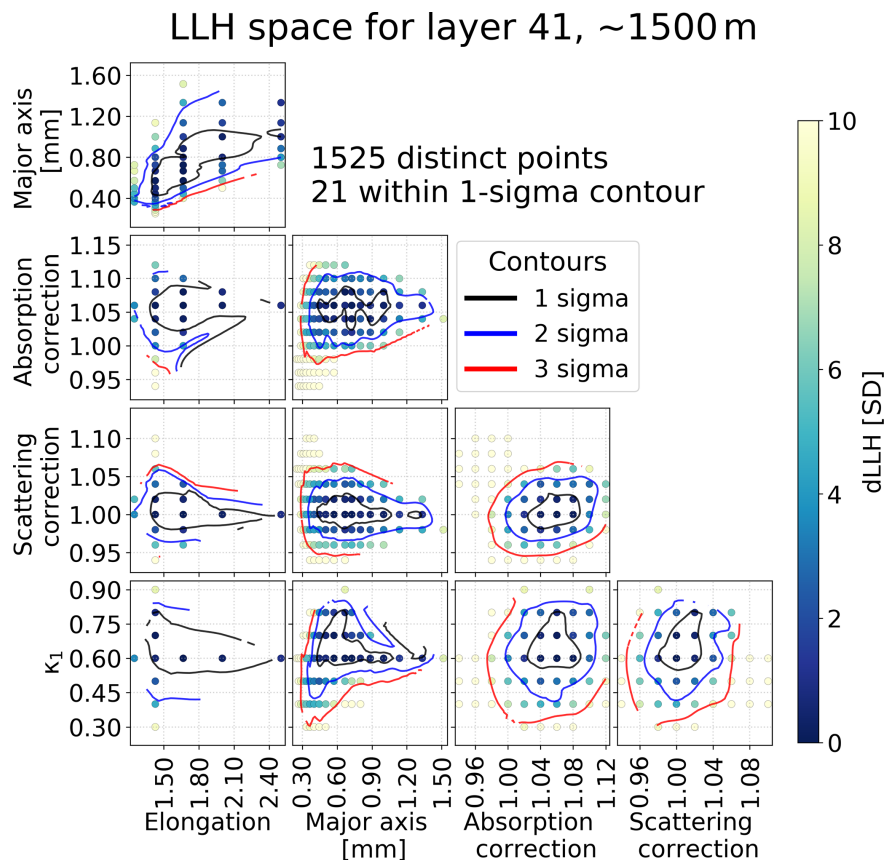 LLH space for layer 41, ~1500 m
Major axis
[mm]
1.60
1.20
0.80
0.40
1525 distinct points
21 within 1-sigma contour
Absorption
correction
1.15
1.10
1.05
1.00
0.95
Contours
1 sigma
2 sigma
3 sigma
Scattering
correction
1.10
1.05
1.00
0.95
κ1
0.90
0.75
0.60
0.45
0.30
1.50
1.80
2.10
2.40
Elongation
0.30
0.60
0.90
1.20
1.50
Major axis
[mm]
0.96
1.00
1.04
1.08
1.12
Absorption
correction
0.96
1.00
1.04
1.08
Scattering
correction
10
8
6
4
2
0
dLLH [SD]